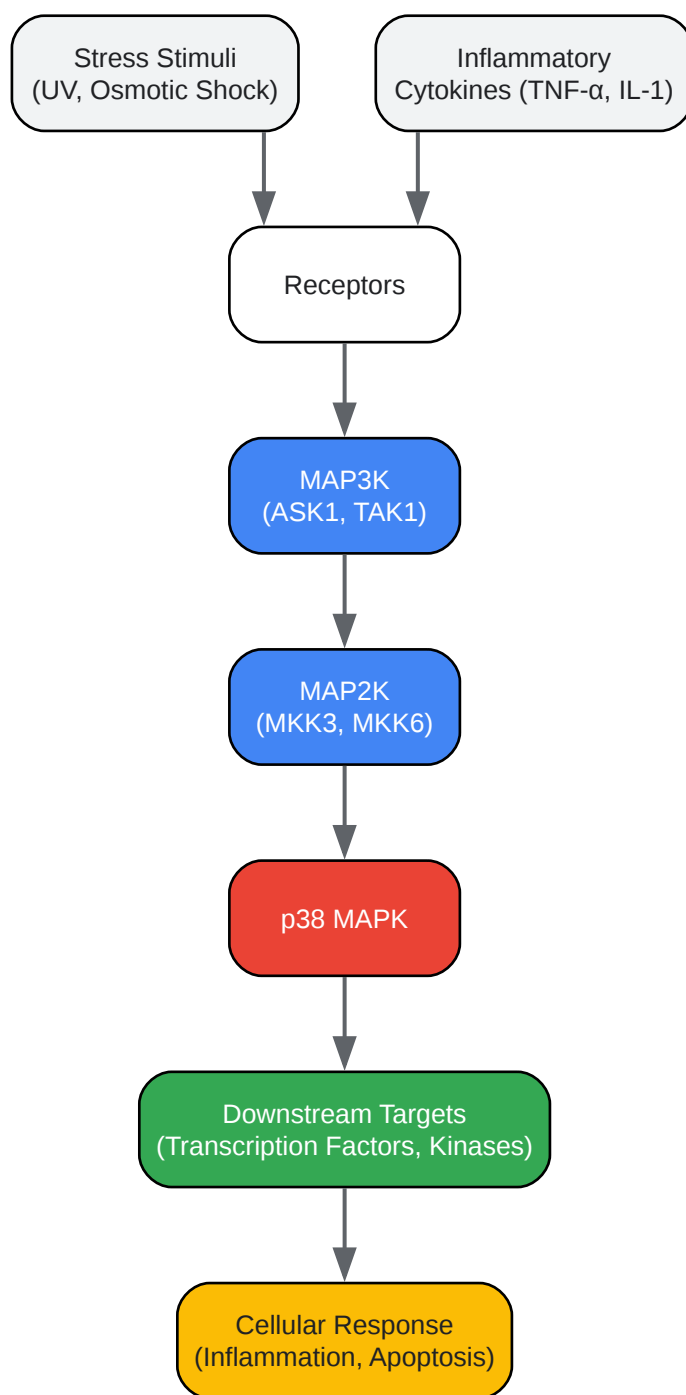 Stress Stimuli
(UV, Osmotic Shock)
Inflammatory
Cytokines (TNF-α, IL-1)
Receptors
MAP3K
(ASK1, TAK1)
MAP2K
(MKK3, MKK6)
p38 MAPK
Downstream Targets
(Transcription Factors, Kinases)
Cellular Response
(Inflammation, Apoptosis)